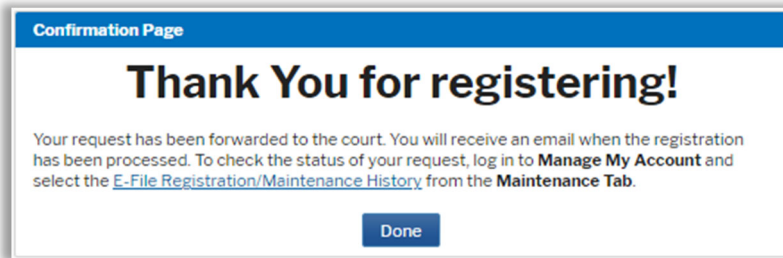 Confirmation Page
Thank You for registering!
Your request has been forwarded to the court. You will receive an email when the registration
has been processed. To check the status of your request, log in to Manage My Account and
select the E-File Registration/Maintenance History from the Maintenance Tab.
Done